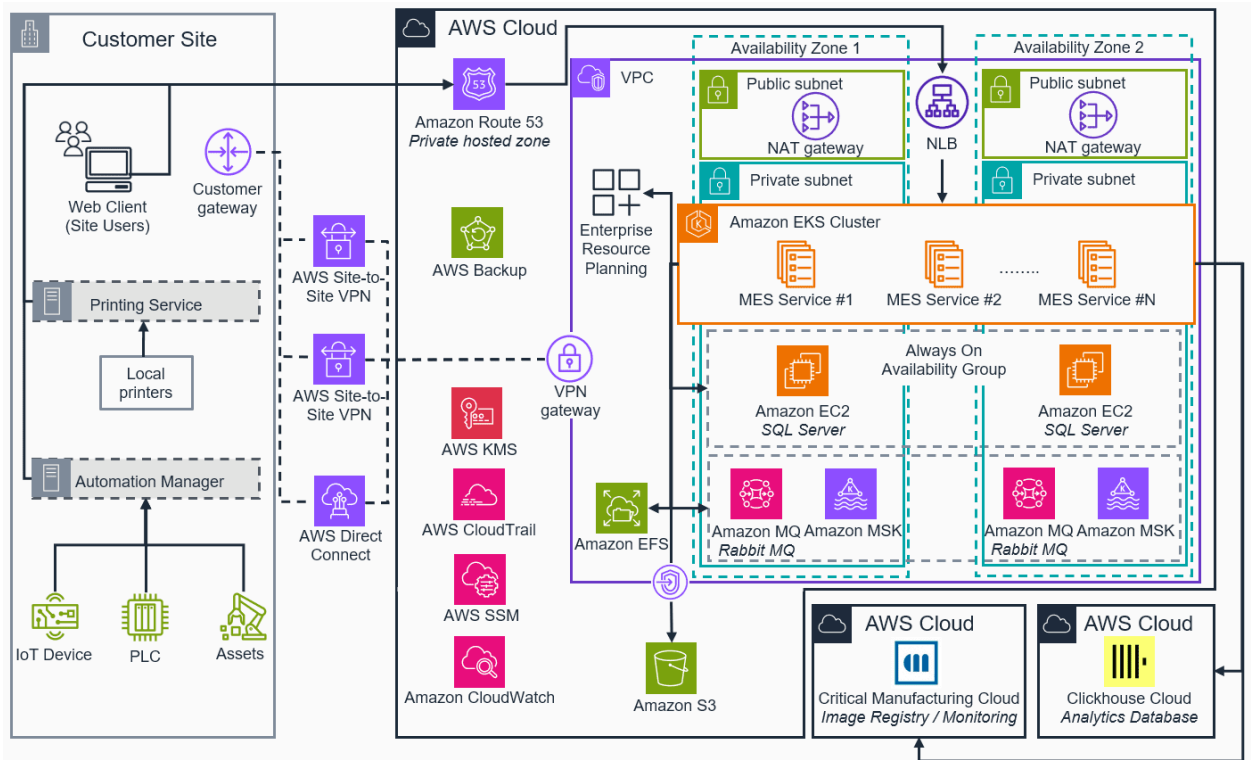 Customer Site
Web Client
(Site Users)
Customer
gateway
Printing Service
Local
printers
Automation Manager
IoT Device
PLC
Assets
AWS Site-to-
Site VPN
AWS Site-to-
Site VPN
AWS Direct
Connect
AWS Cloud
53
Amazon Route 53
Private hosted zone
AWS Backup
AWS KMS
AWS CloudTrail
AWS SSM
Amazon CloudWatch
VPC
Enterprise
Resource
Planning
VPN
gateway
Amazon EFS
Amazon S3
Availability Zone 1
Public subnet
NAT gateway
Private subnet
NLB
Availability Zone 2
Public subnet
NAT gateway
Private subnet
K
Amazon EKS Cluster
MES Service #1
MES Service #2
........
MES Service #N
Always On
Availability Group
Amazon EC2
SQL Server
Amazon EC2
SQL Server
Amazon MQ
Rabbit MQ
K
Amazon MSK
Amazon MQ
Rabbit MQ
K
Amazon MSK
AWS Cloud
Critical Manufacturing Cloud
Image Registry / Monitoring
AWS Cloud
Clickhouse Cloud
Analytics Database